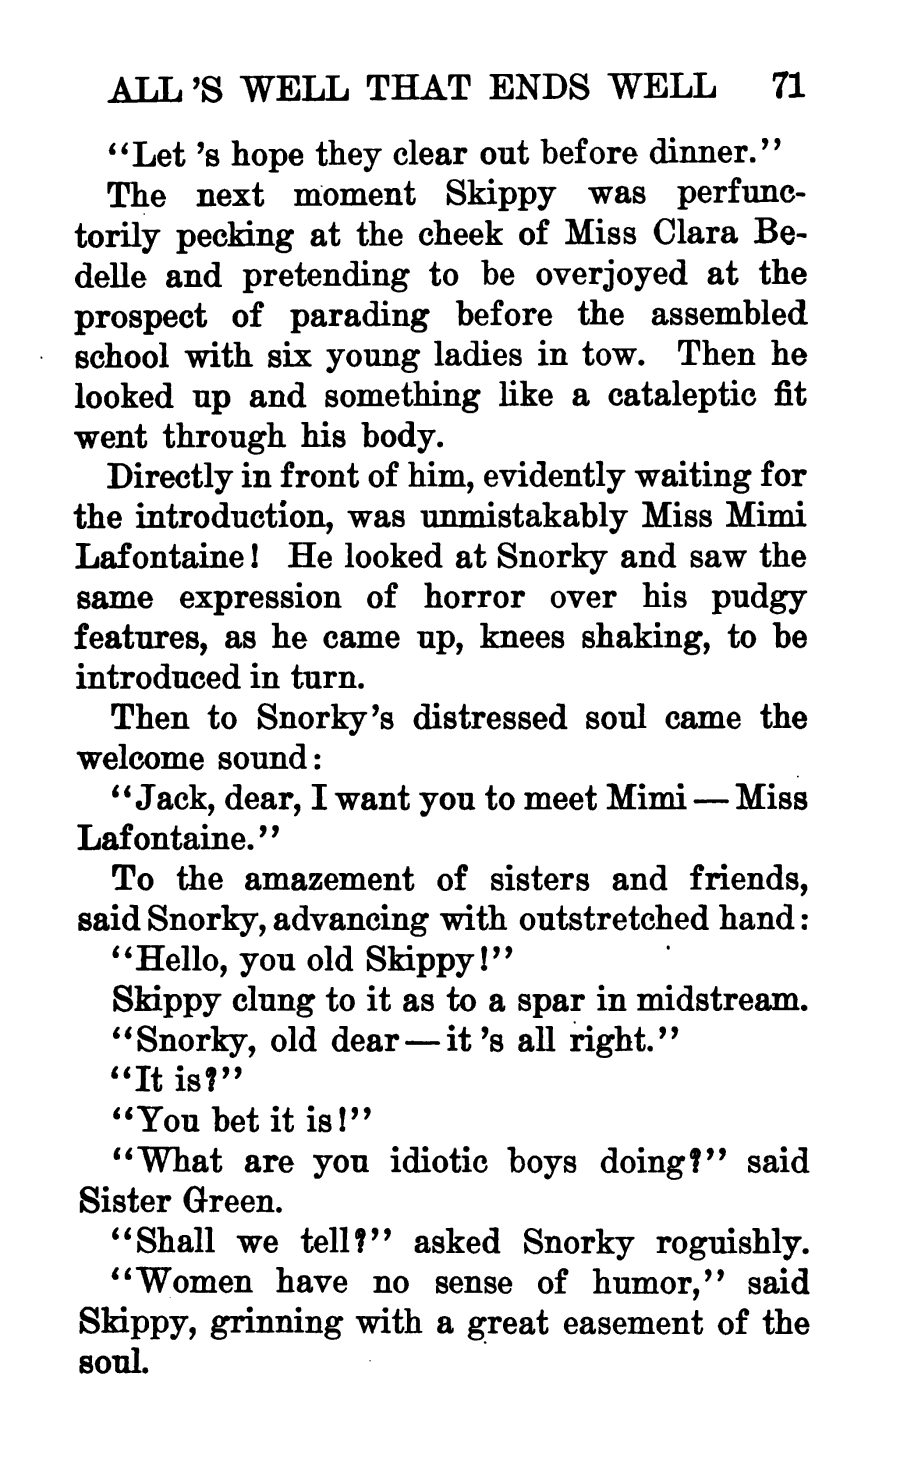 ALL 'S WELL THAT ENDS WELL 71
"Let 's hope they clear out before dinner."
The next moment Skippy was perfunc-
torily pecking at the cheek of Miss Clara Be-
delle and pretending to be overjoyed at the
prospect of parading before the assembled
school with six young ladies in tow. Then he
looked up and something like a cataleptic fit
went through his body.
Directly in front of him, evidently waiting for
the introduction, was unmistakably Miss Mimi
Lafontaine! He looked at Snorky and saw the
same expression of horror over his pudgy
features, as he came up, knees shaking, to be
introduced in turn.
Then to Snorky's distressed soul came the
welcome sound:
"Jack, dear, I want you to meet Mimi — Miss
Lafontaine."
To the amazement of sisters and friends,
said Snorky, advancing with outstretched hand:
"Hello, you old Skippy!"
Skippy clung to it as to a spar in midstream.
"Snorky, old dear — it 's all right."
"It is?"
"You bet it is!"
"What are you idiotic boys doing?" said
Sister Green.
"Shall we tell?" asked Snorky roguishly.
"Women have no sense of humor," said
Skippy, grinning with a great easement of the
soul.